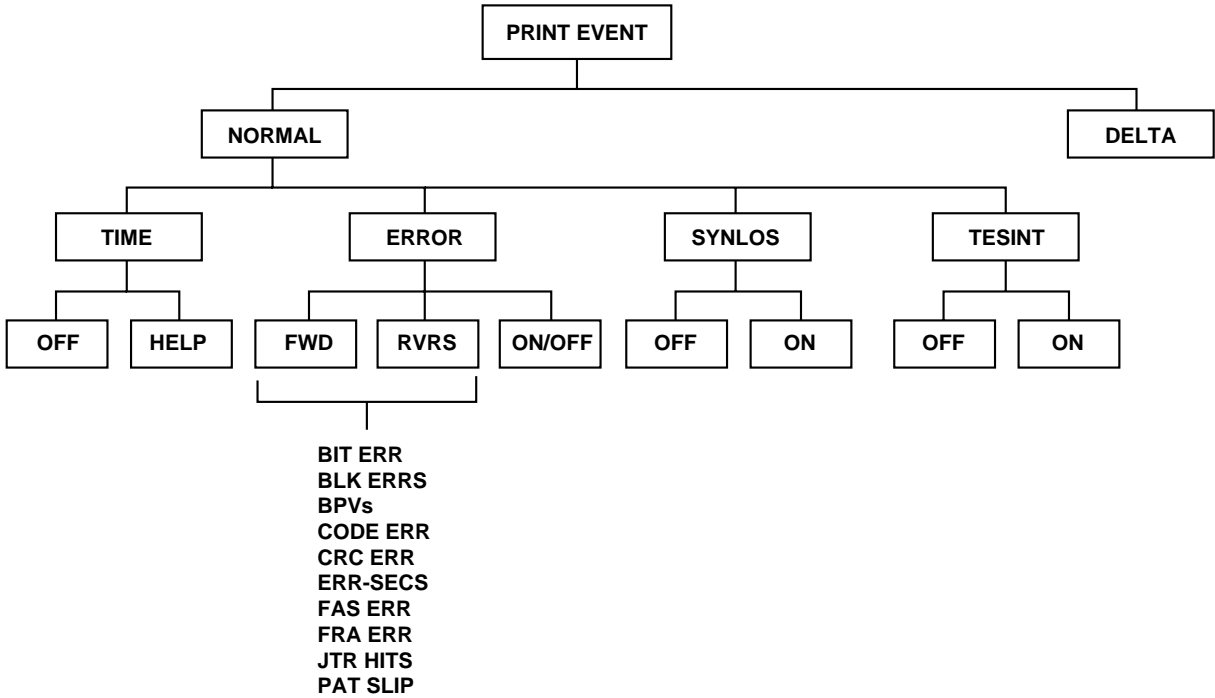 PRINT EVENT
NORMAL
DELTA
TIME
ERROR
SYNLOS
TESINT
OFF
HELP
FWD
RVRS
ON/OFF
OFF
ON
OFF
ON
BIT ERR
BLK ERRS
BPVs
CODE ERR
CRC ERR
ERR-SECS
FAS ERR
FRA ERR
JTR HITS
PAT SLIP